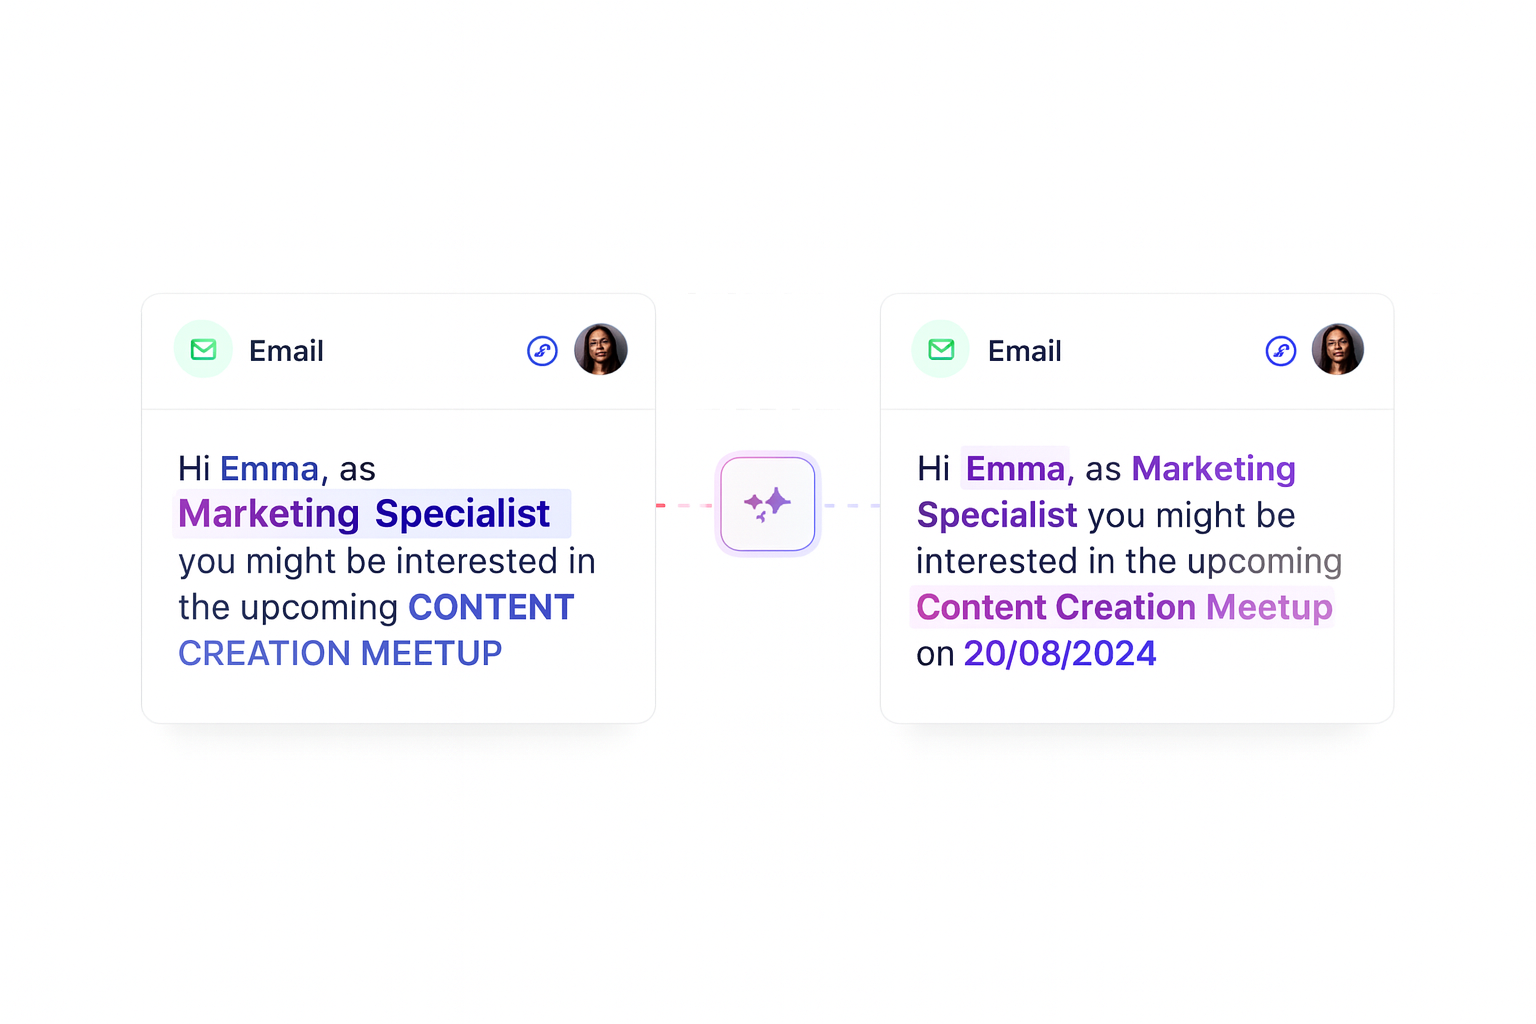 Email
Hi Emma, as
Marketing Specialist
you might be interested in
the upcoming CONTENT
CREATION MEETUP
Email
Hi Emma, as Marketing
Specialist you might be
interested in the upcoming
Content Creation Meetup
on 20/08/2024